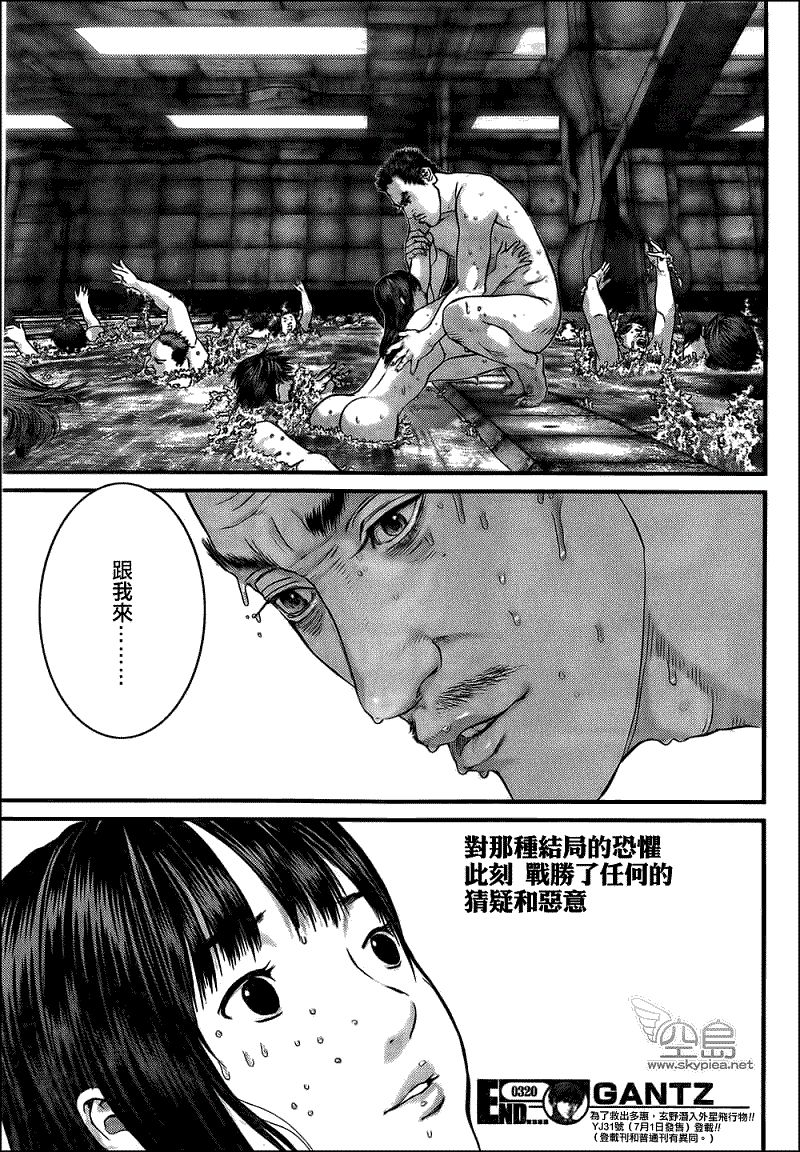 跟我來………
對那種結局的恐懼
此刻 戰勝了任何的
猜疑和惡意
空島
www.skypiea.net
0320
END....
GANTZ
為了救出多惠，玄野潛入外星飛行物!!
YJ31號（7月1日發售）登載!!
（登載刊和普通刊有異同。）